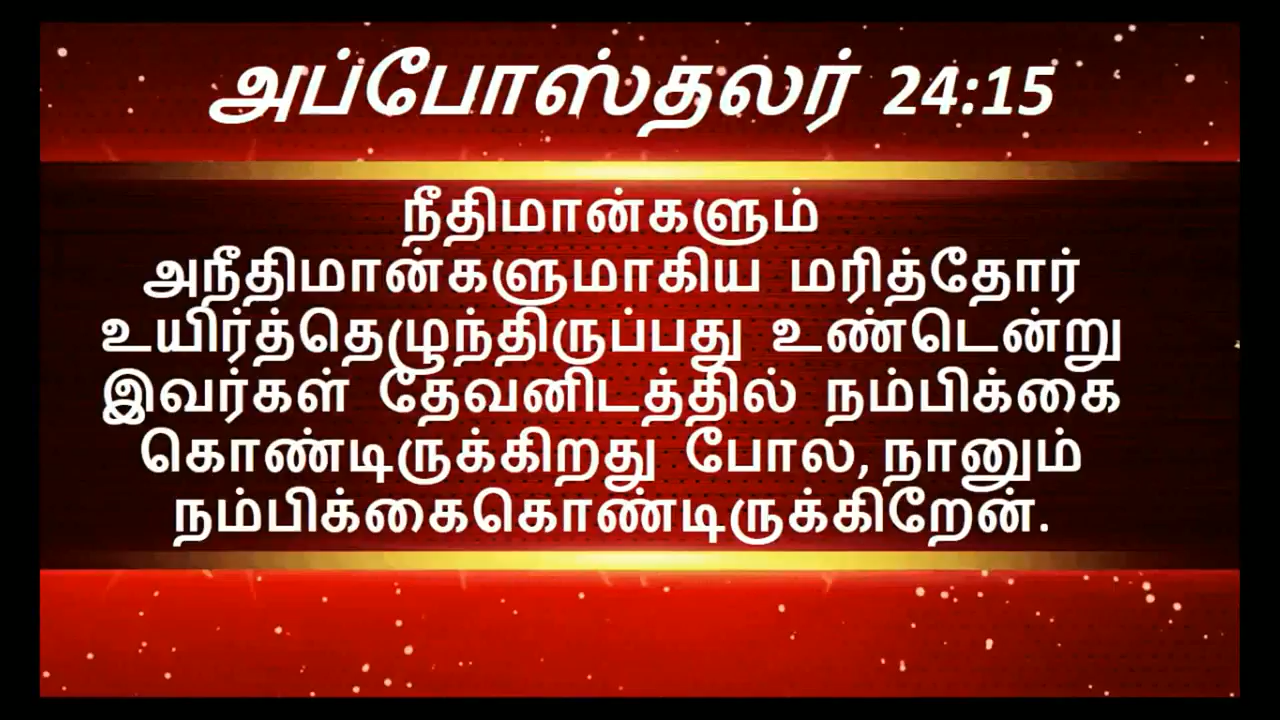 அப்போஸ்தலர் 24:15
நீதிமான்களும்
அநீதிமான்களுமாகிய மரித்தோர்
உயிர்த்தெழுந்திருப்பது உண்டென்று
இவர்கள் தேவனிடத்தில் நம்பிக்கை
கொண்டிருக்கிறது போல, நானும்
நம்பிக்கைகொண்டிருக்கிறேன்.